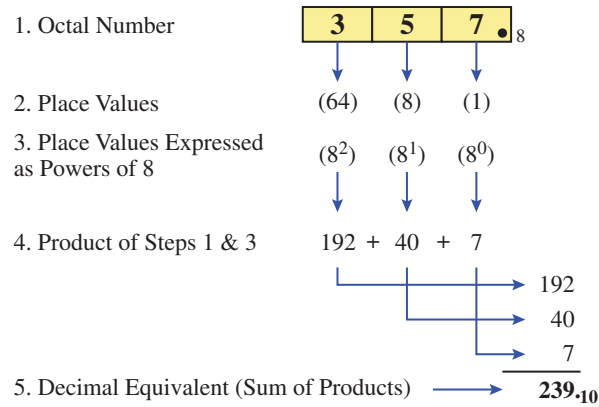 1. Octal Number 3 5 7 . 8
2. Place Values (64) (8) (1)
3. Place Values Expressed
as Powers of 8 (8²) (8¹) (8⁰)
4. Product of Steps 1 & 3 192 + 40 + 7
192
40
7
5. Decimal Equivalent (Sum of Products) 239.10